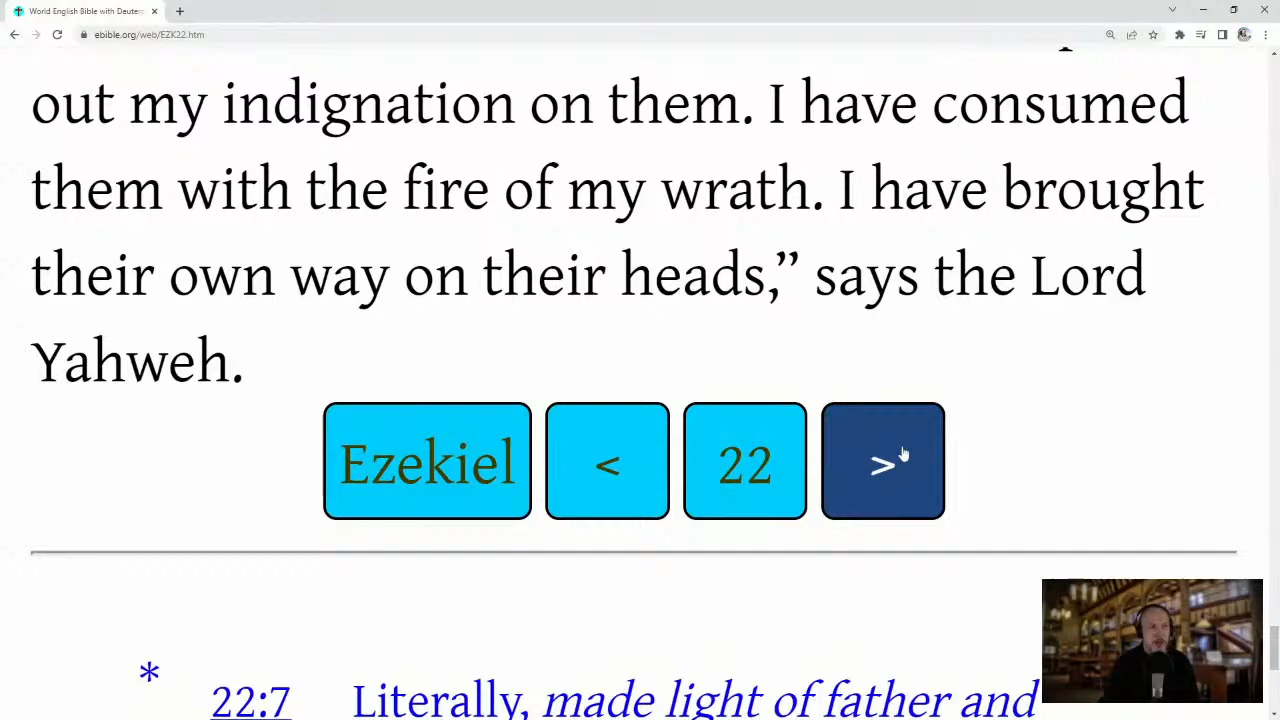 World English Bible with Deuter
ebible.org/web/EZK22.htm
out my indignation on them. I have consumed
them with the fire of my wrath. I have brought
their own way on their heads,” says the Lord
Yahweh.
Ezekiel < 22 >
* 22:7 Literally, made light of father and